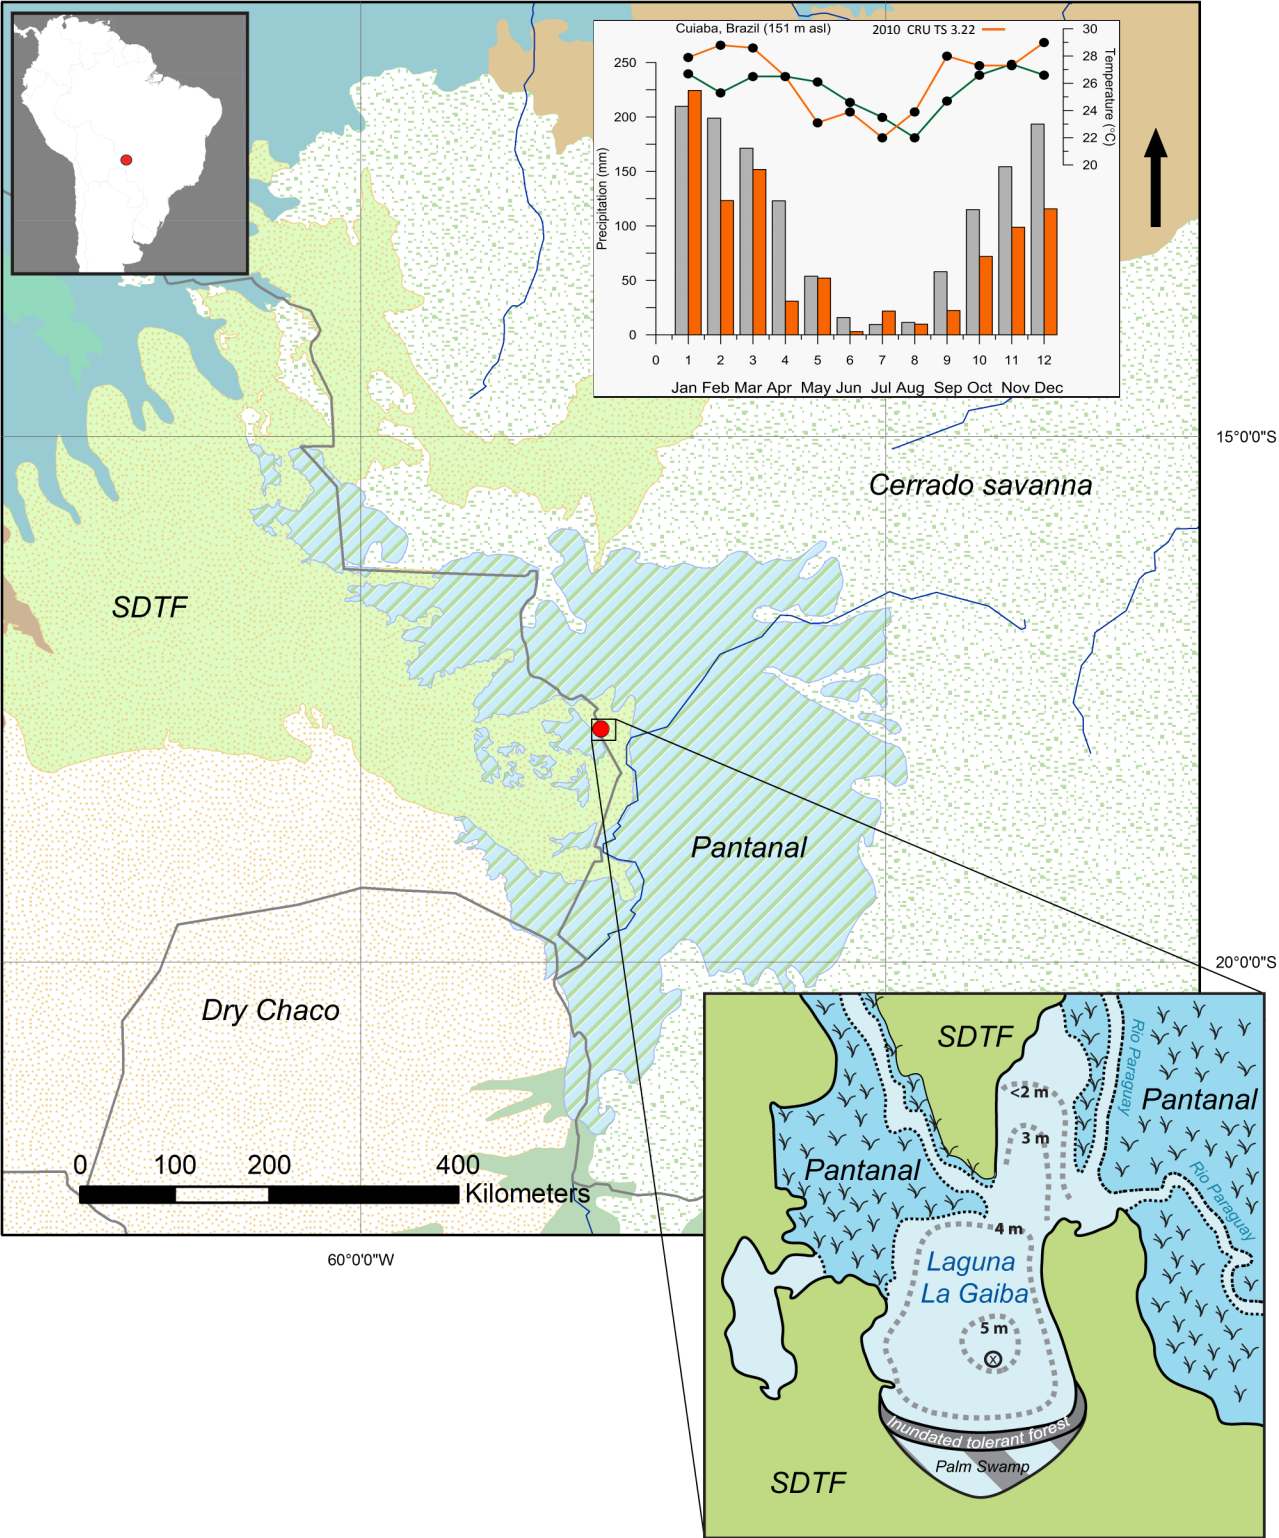 Cuiaba, Brazil (151 m asl)
2010 CRU TS 3.22
Precipitation (mm)
250
200
150
100
50
0
30
28
26
24
22
20
Temperature (°C)
0 1 2 3 4 5 6 7 8 9 10 11 12
Jan Feb Mar Apr May Jun Jul Aug Sep Oct Nov Dec
15°0'0"S
Cerrado savanna
SDTF
Pantanal
20°0'0"S
Dry Chaco
0 100 200 400
Kilometers
60°0'0"W
SDTF
Rio Paraguay
<2 m
Pantanal
3 m
Pantanal
Rio Paraguay
4 m
Laguna
La Gaiba
5 m
X
Inundated tolerant forest
Palm Swamp
SDTF